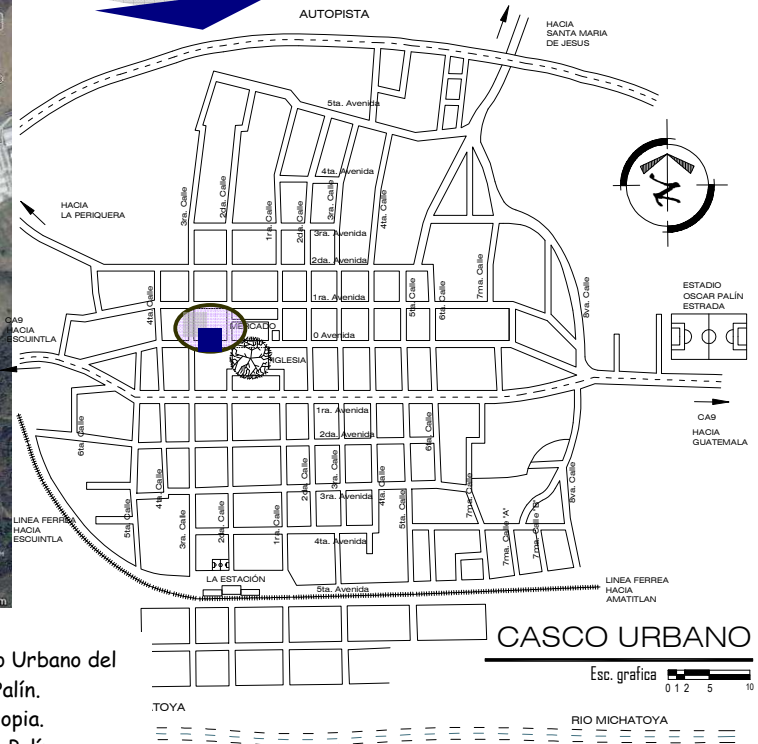 AUTOPISTA
HACIA
SANTA MARIA
DE JESUS
5ta. Avenida
4ta. Avenida
3ra. Calle
2da. Calle
1ra. Calle
2da. Calle
3ra. Calle
4ta. Calle
HACIA
LA PERIQUERA
3ra. Avenida
2da. Avenida
7ma. Calle
N
1ra. Avenida
4ta. Calle
5ta. Calle
6ta. Calle
8va. Calle
ESTADIO
OSCAR PALÍN
ESTRADA
CA9
HACIA
ESCUINTLA
MERCADO
0 Avenida
IGLESIA
1ra. Avenida
CA9
HACIA
GUATEMALA
2da. Avenida
6ta. Calle
6ta. Calle
4ta. Calle
2da. Calle
3ra. Calle
4ta. Calle
3ra. Avenida
7ma. Calle
8va. Calle
LINEA FERREA
HACIA
ESCUINTLA
5ta. Calle
3ra. Calle
2da. Calle
1ra. Calle
5ta. Calle
4ta. Avenida
7ma. Calle "A"
7ma. Calle "B"
LA ESTACIÓN
5ta. Avenida
LINEA FERREA
HACIA
AMATITLAN
CASCO URBANO
Esc. grafica
0 1 2 5 10
o Urbano del
Palín.
opia.
TOYA
RIO MICHATOYA